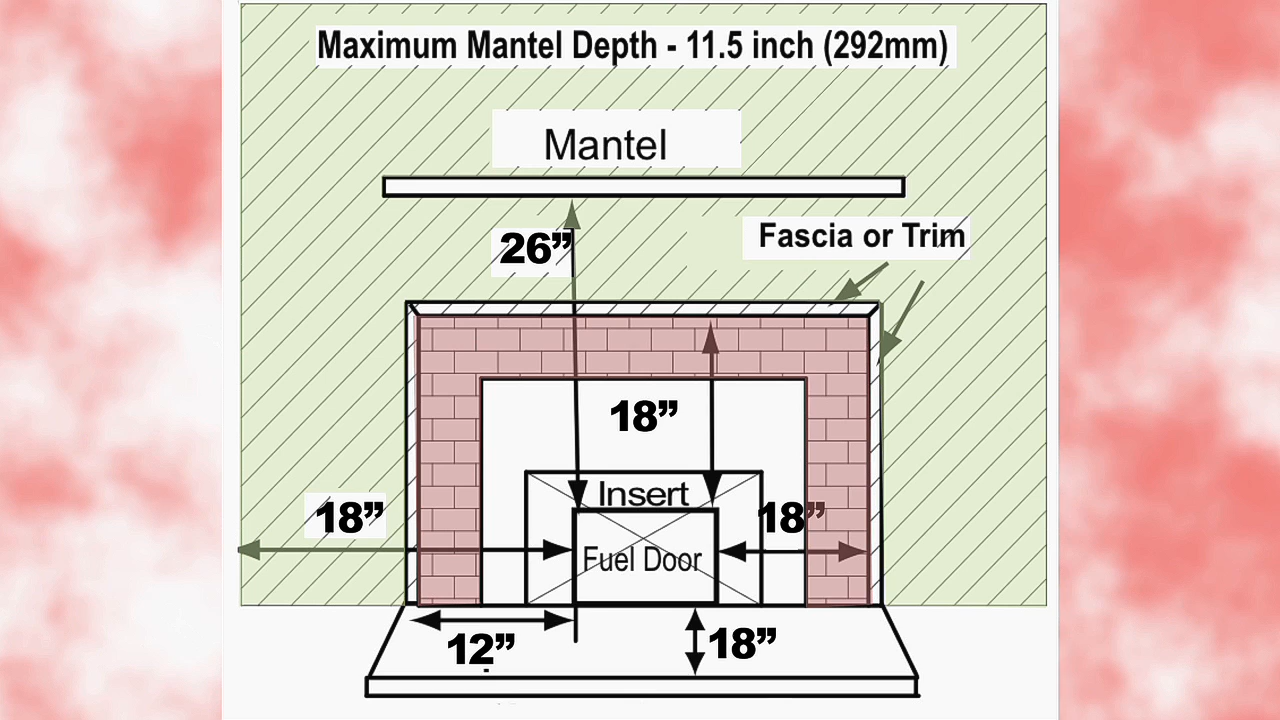 Maximum Mantel Depth - 11.5 inch (292mm)
Mantel
26”
Fascia or Trim
18”
Insert
18”
18”
Fuel Door
12”
18”